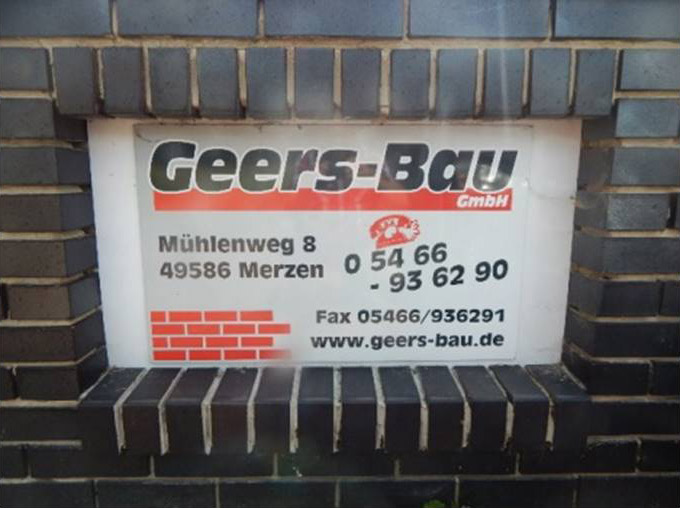 Geers-Bau
GmbH
Mühlenweg 8
49586 Merzen
0 54 66
- 93 62 90
Fax 05466/936291
www.geers-bau.de